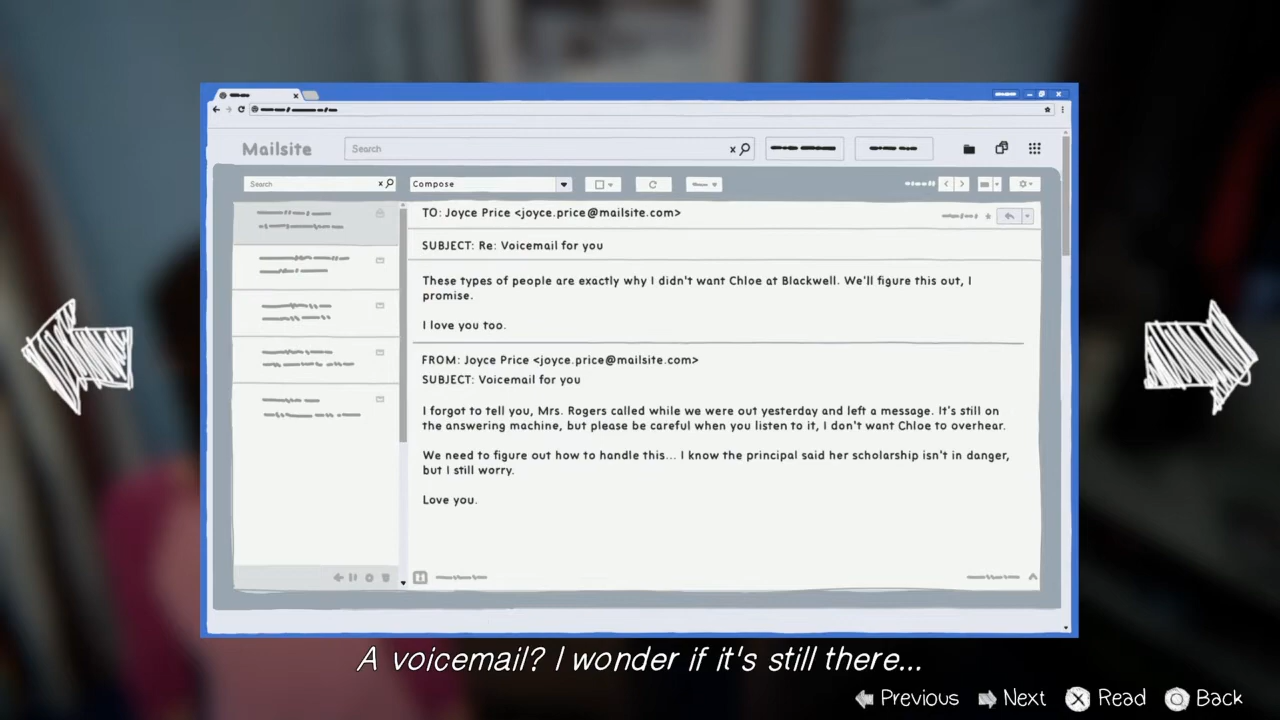 Mailsite
Search
x
Search
x
Compose
TO: Joyce Price <joyce.price@mailsite.com>
SUBJECT: Re: Voicemail for you
These types of people are exactly why I didn't want Chloe at Blackwell. We'll figure this out, I
promise.
I love you too.
FROM: Joyce Price <joyce.price@mailsite.com>
SUBJECT: Voicemail for you
I forgot to tell you, Mrs. Rogers called while we were out yesterday and left a message. It's still on
the answering machine, but please be careful when you listen to it, I don't want Chloe to overhear.
We need to figure out how to handle this... I know the principal said her scholarship isn't in danger,
but I still worry.
Love you.
A voicemail? I wonder if it's still there...
Previous Next Read Back